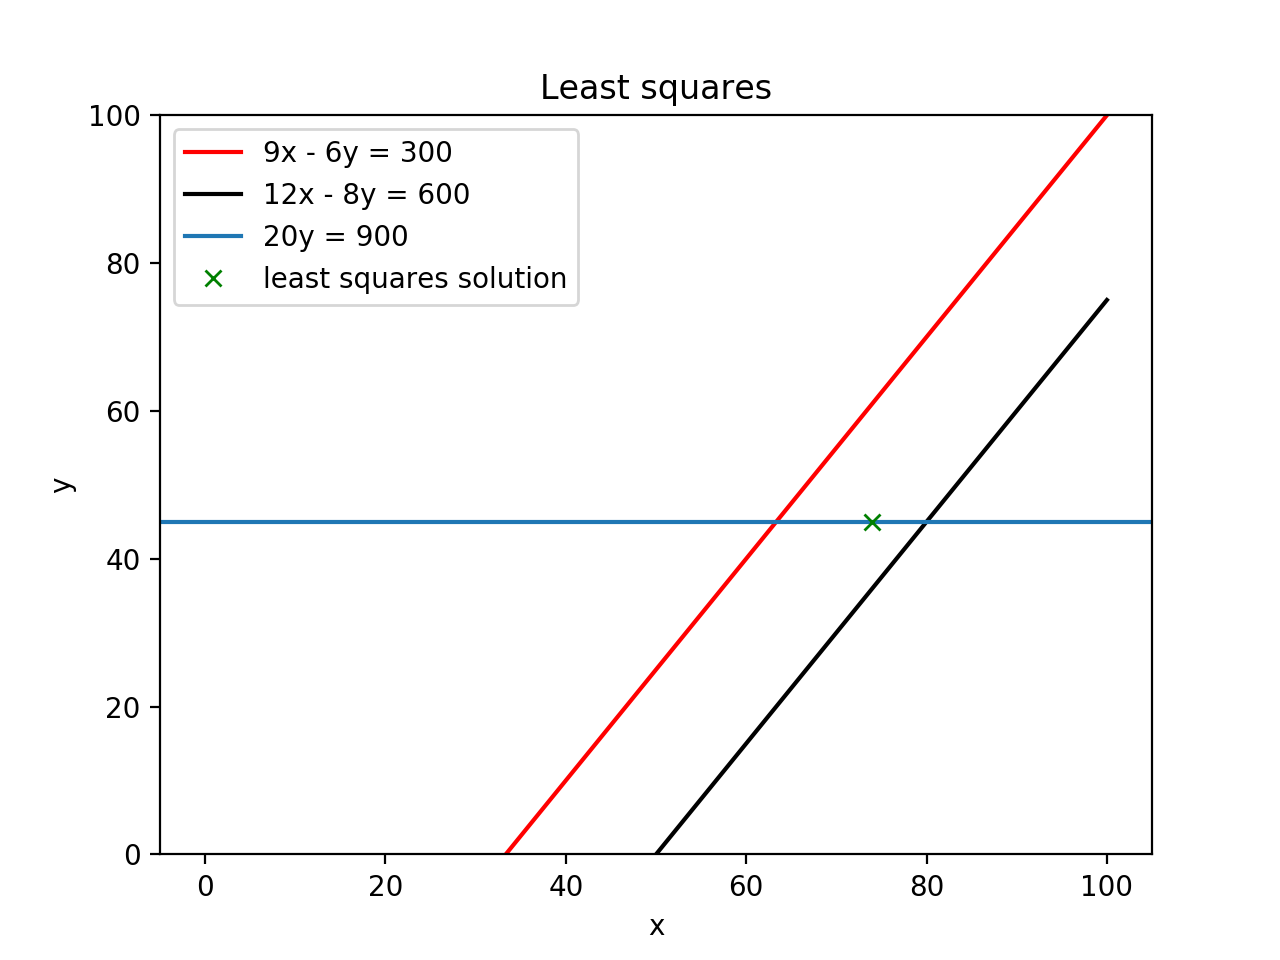 Least squares
100
80
60
40
20
0
y
9x - 6y = 300
12x - 8y = 600
20y = 900
least squares solution
0 20 40 60 80 100
x